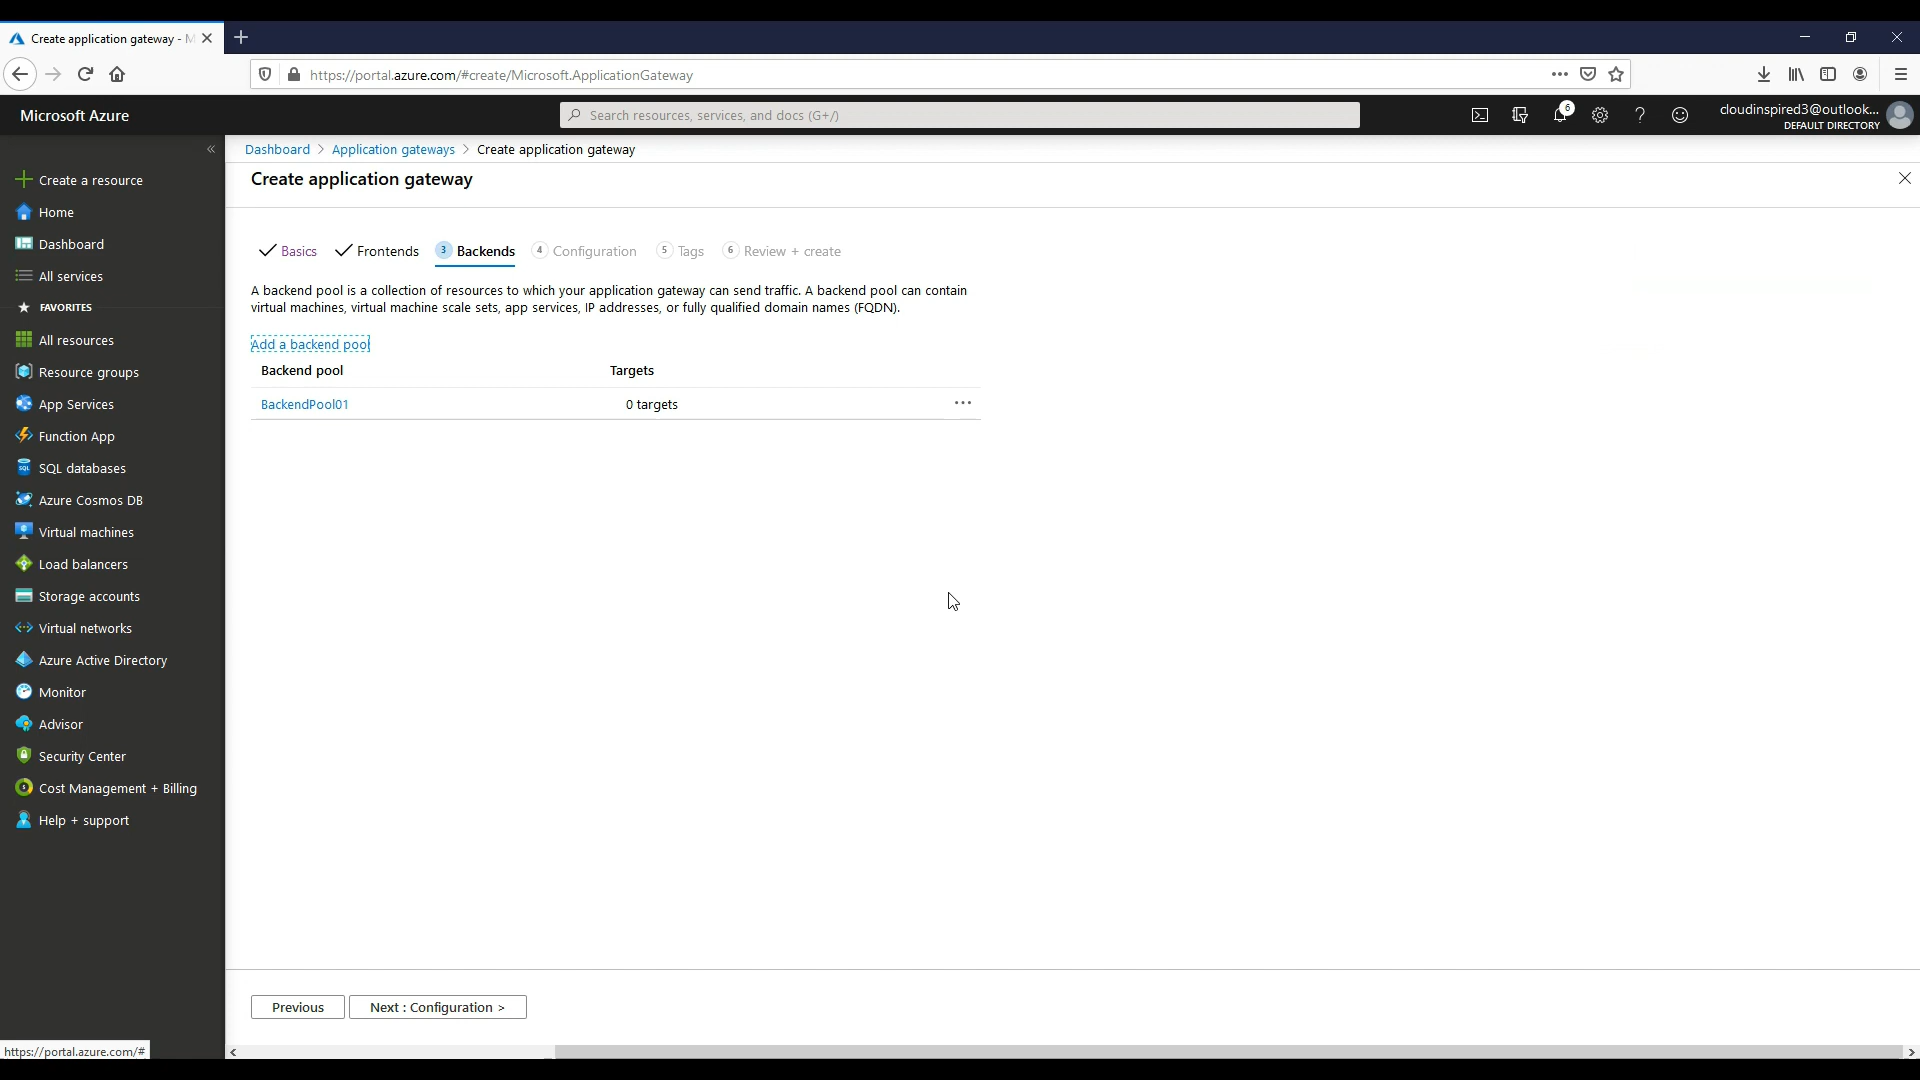 Create application gateway - M
https://portal.azure.com/#create/Microsoft.ApplicationGateway
Microsoft Azure
Search resources, services, and docs (G+/)
6
cloudinspired3@outlook...
DEFAULT DIRECTORY
Create a resource
Home
Dashboard
All services
FAVORITES
All resources
Resource groups
App Services
Function App
SQL databases
Azure Cosmos DB
Virtual machines
Load balancers
Storage accounts
Virtual networks
Azure Active Directory
Monitor
Advisor
Security Center
Cost Management + Billing
Help + support
Dashboard > Application gateways > Create application gateway
Create application gateway
Basics Frontends 3 Backends 4 Configuration 5 Tags 6 Review + create
A backend pool is a collection of resources to which your application gateway can send traffic. A backend pool can contain
virtual machines, virtual machine scale sets, app services, IP addresses, or fully qualified domain names (FQDN).
Add a backend pool
Backend pool Targets
BackendPool01 0 targets ...
Previous Next : Configuration >
https://portal.azure.com/#